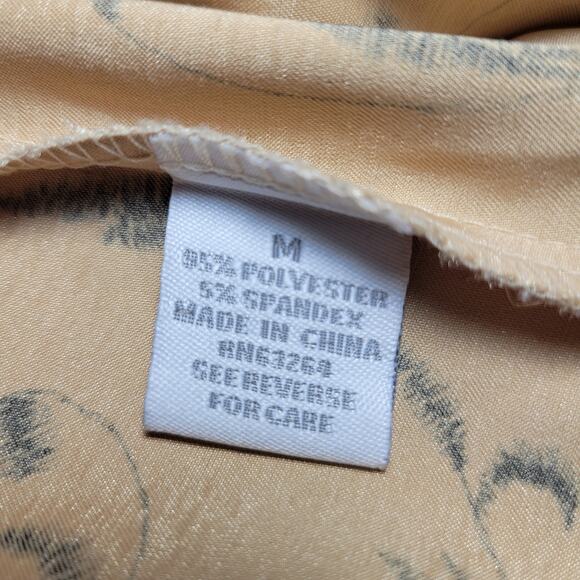 M
95% POLYESTER
5% SPANDEX
MADE IN CHINA
RN63264
SEE REVERSE
FOR CARE